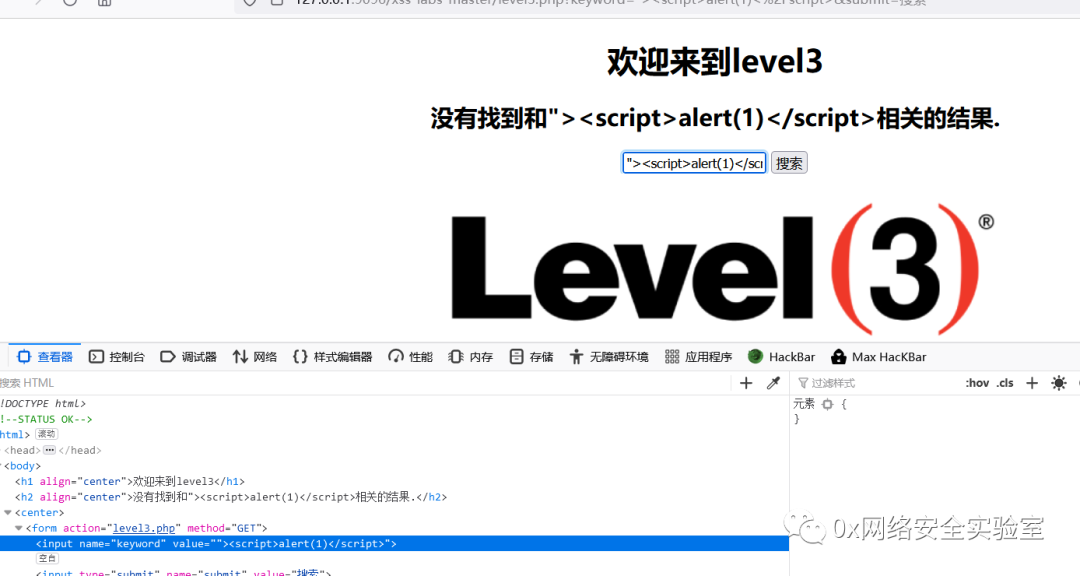 127.0.0.1:9096/xss-labs-master/level3.php?keyword="><script>alert(1)<%2Fscript>&submit=搜索
欢迎来到level3
没有找到和"><script>alert(1)</script>相关的结果.
"><script>alert(1)</scr
搜索
Level(3)®
查看器 控制台 调试器 网络 {} 样式编辑器 性能 内存 存储 无障碍环境 应用程序 HackBar Max HacKBar
搜索 HTML
+
过滤样式 :hov .cls +
!DOCTYPE html>
!--STATUS OK-->
html> 滚动
<head>···</head>
<body>
<h1 align="center">欢迎来到level3</h1>
<h2 align="center">没有找到和"><script>alert(1)</script>相关的结果.</h2>
<center>
<form action="level3.php" method="GET">
<input name="keyword" value=""><script>alert(1)</script>">
空白
<input type="submit" name="submit" value="搜索">
元素 {
}
0x网络安全实验室